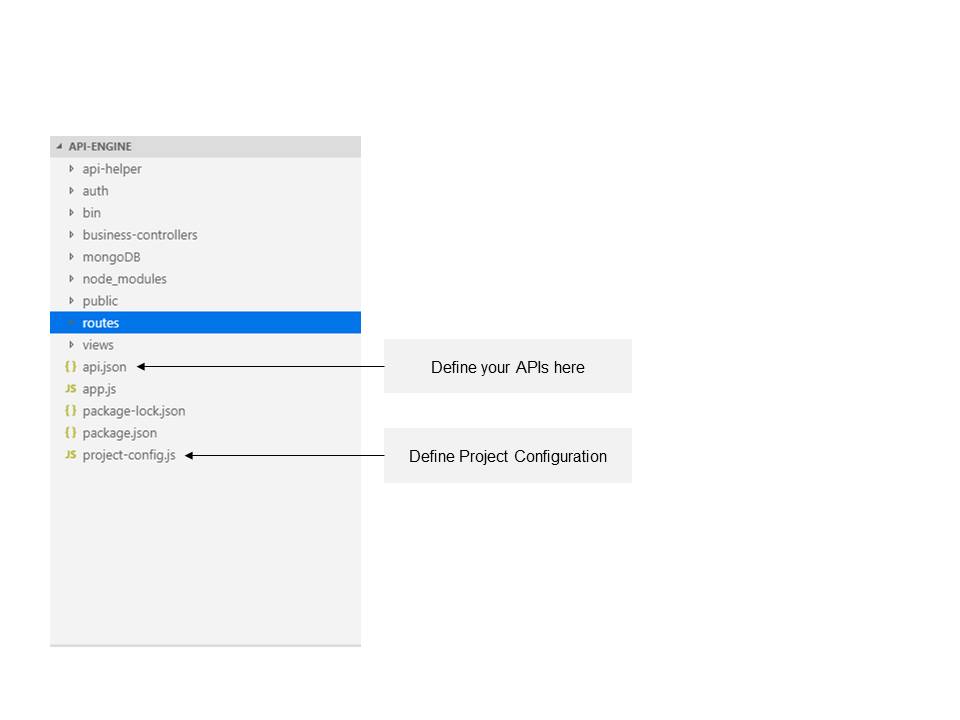 API-ENGINE
api-helper
auth
bin
business-controllers
mongoDB
node_modules
public
routes
views
{} api.json
Define your APIs here
JS app.js
{} package-lock.json
{} package.json
JS project-config.js
Define Project Configuration